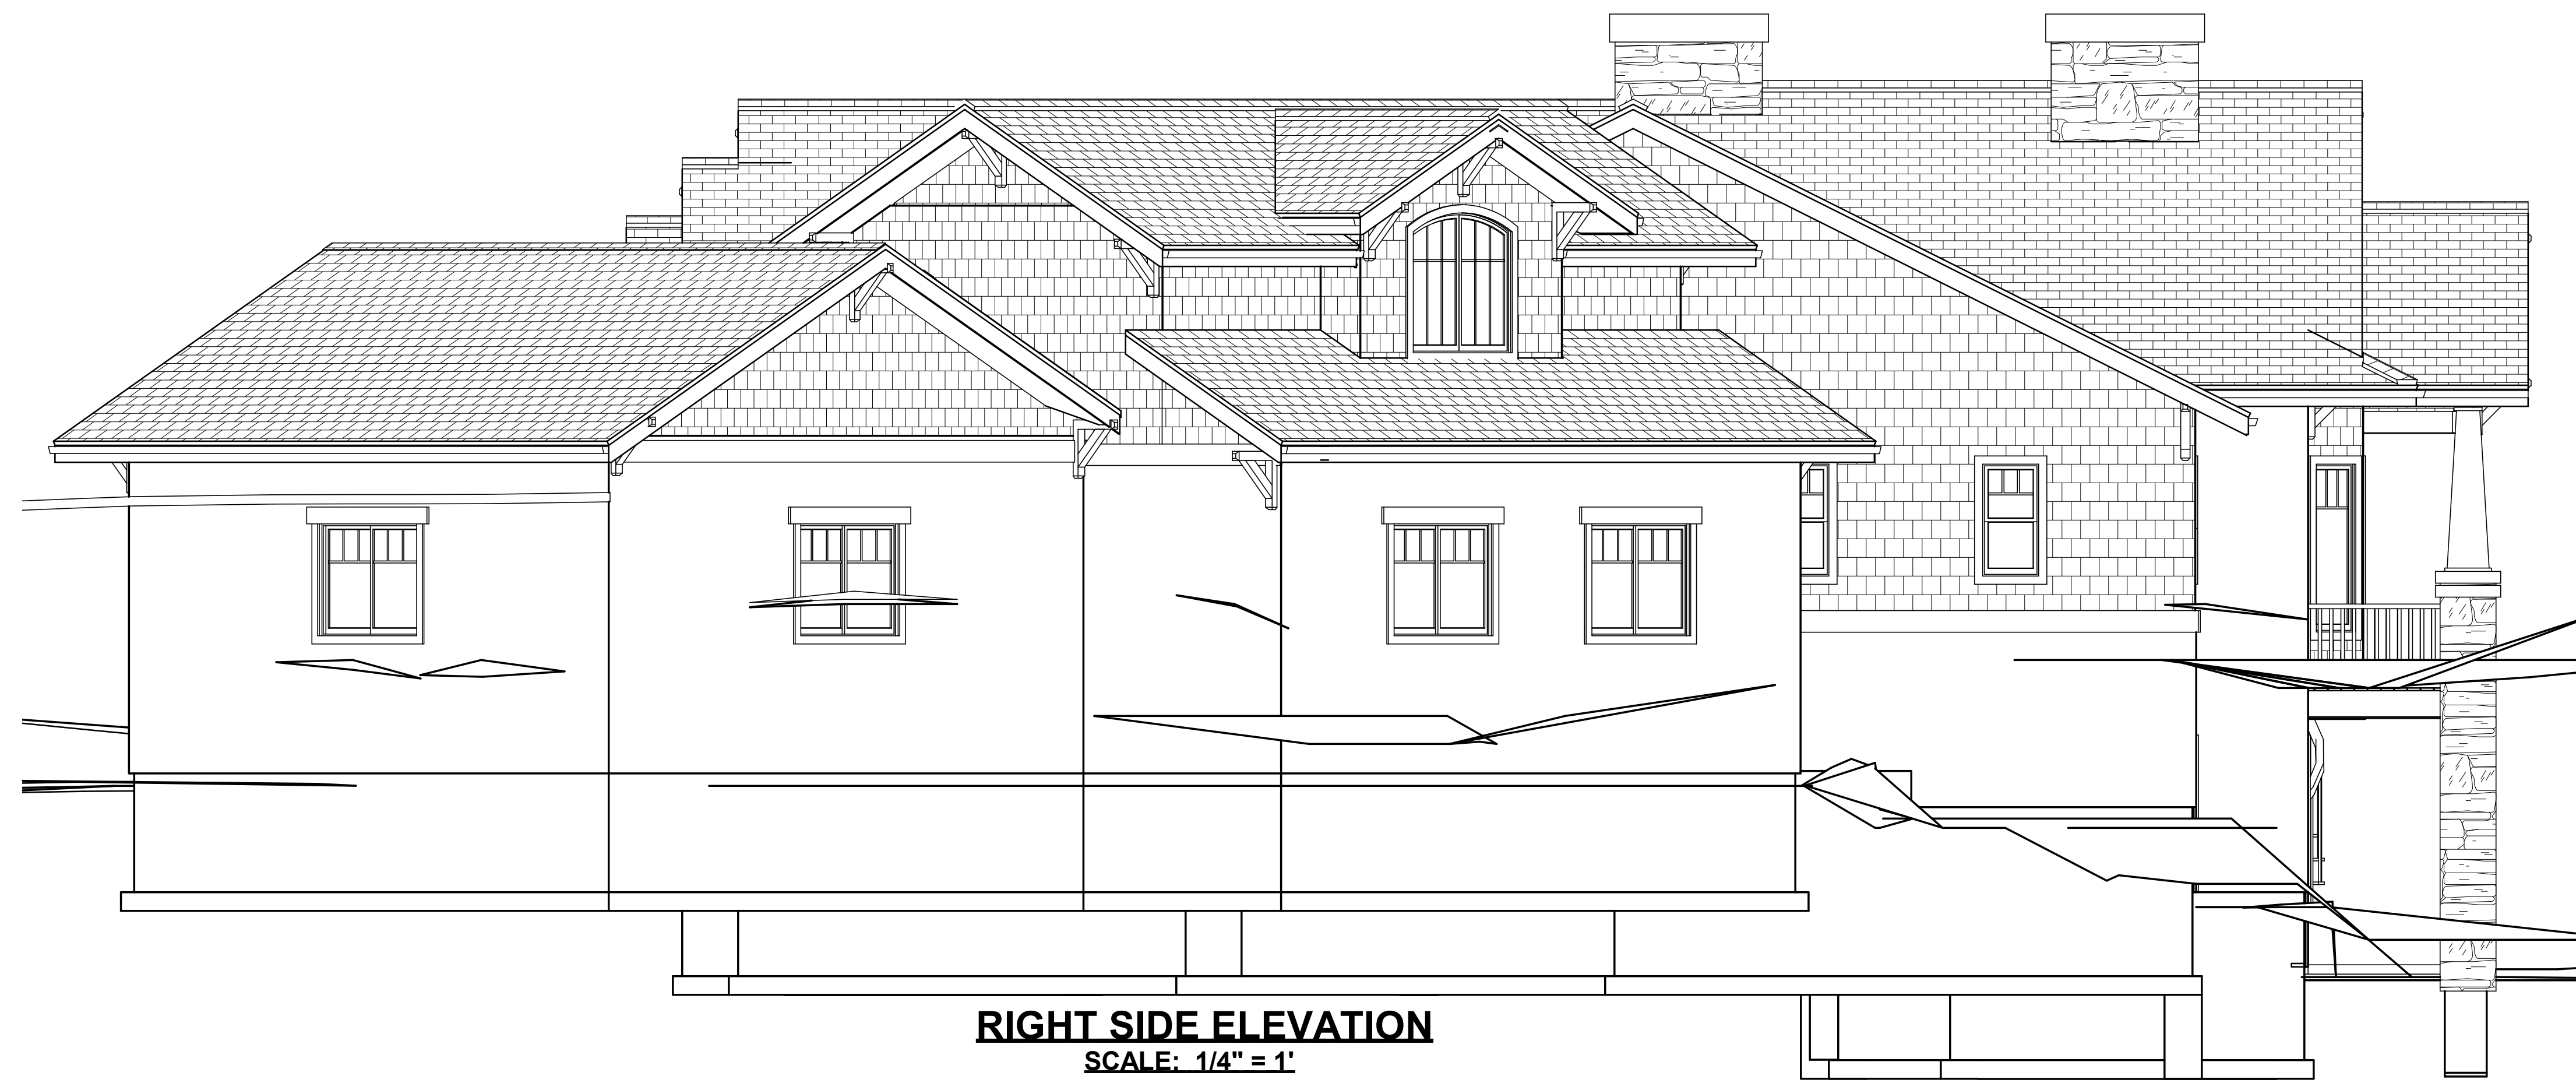 RIGHT SIDE ELEVATION
SCALE: 1/4" = 1'